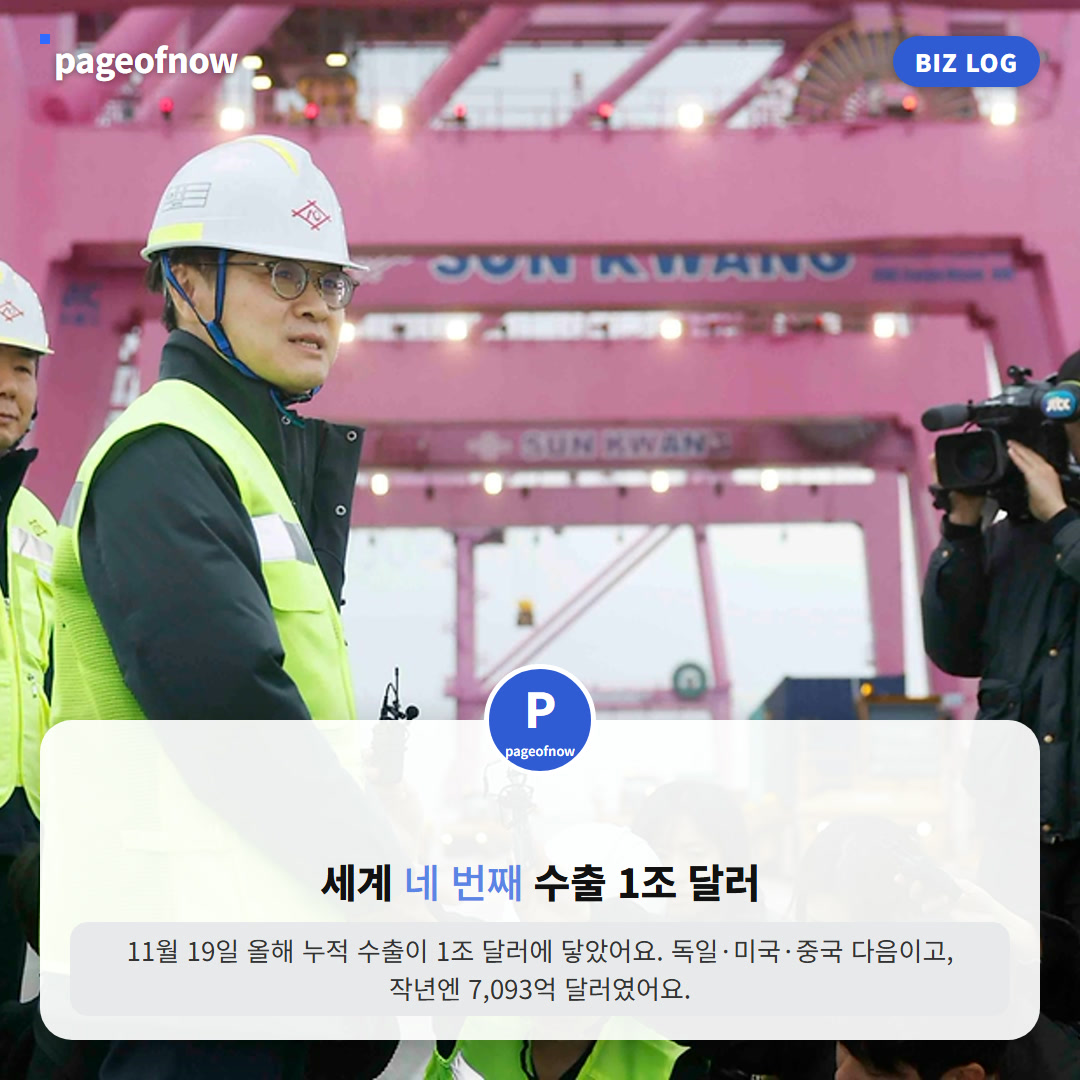 pageofnow
BIZ LOG
SUN KWANG
SUN KWANG
jtbc
P
pageofnow
세계 네 번째 수출 1조 달러
11월 19일 올해 누적 수출이 1조 달러에 닿았어요. 독일·미국·중국 다음이고,
작년엔 7,093억 달러였어요.